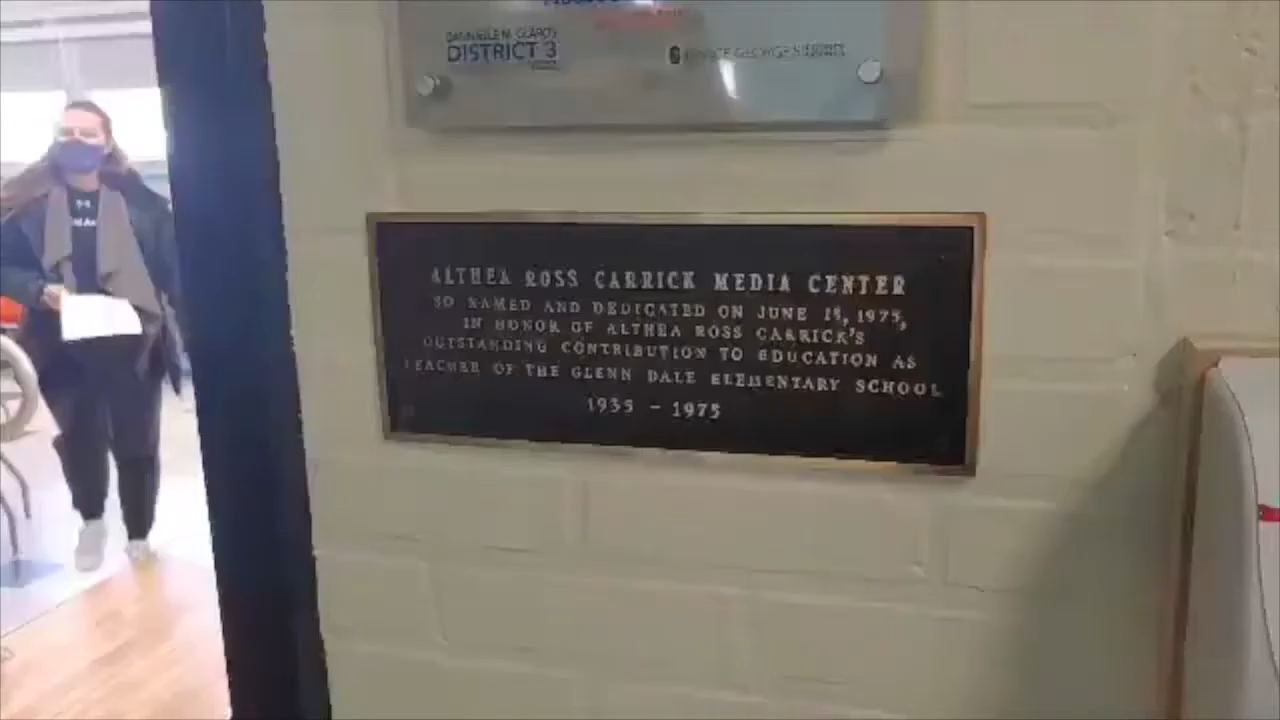 DISTRICT 3
ALTHEA ROSS CARRICK MEDIA CENTER
SO NAMED AND DEDICATED ON JUNE 1975,
IN HONOR OF ALTHEA ROSS CARRICK'S
OUTSTANDING CONTRIBUTION TO EDUCATION AS
TEACHER OF THE GLENN DALE ELEMENTARY SCHOOL
1935 - 1975